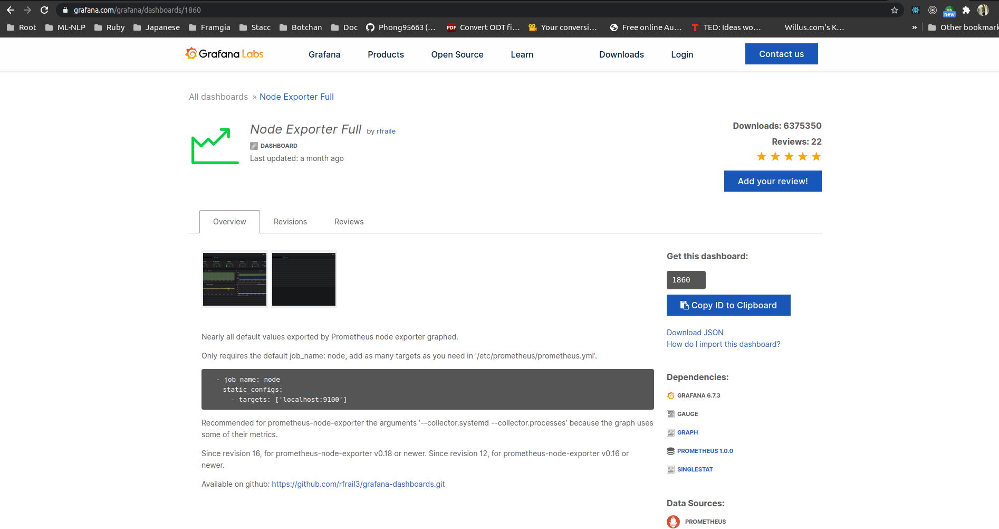 grafana.com/grafana/dashboards/1860
new
Root ML-NLP Ruby Japanese Framgia Stacc Botchan Doc Phong95663 (... PDF Convert ODT fi... Your conversi... Free online Au... TED: Ideas wo... Willus.com's K... » Other bookmark
Grafana Labs Grafana Products Open Source Learn Downloads Login Contact us
All dashboards » Node Exporter Full
Node Exporter Full by rfraile
DASHBOARD
Last updated: a month ago
Downloads: 6375350
Reviews: 22
Add your review!
Overview Revisions Reviews
Nearly all default values exported by Prometheus node exporter graphed.
Only requires the default job_name: node, add as many targets as you need in '/etc/prometheus/prometheus.yml'.
- job_name: node
static_configs:
- targets: ['localhost:9100']
Recommended for prometheus-node-exporter the arguments '--collector.systemd --collector.processes' because the graph uses
some of their metrics.
Since revision 16, for prometheus-node-exporter v0.18 or newer. Since revision 12, for prometheus-node-exporter v0.16 or
newer.
Available on github: https://github.com/rfrail3/grafana-dashboards.git
Get this dashboard:
1860
Copy ID to Clipboard
Download JSON
How do I import this dashboard?
Dependencies:
GRAFANA 6.7.3
GAUGE
GRAPH
PROMETHEUS 1.0.0
SINGLESTAT
Data Sources:
PROMETHEUS